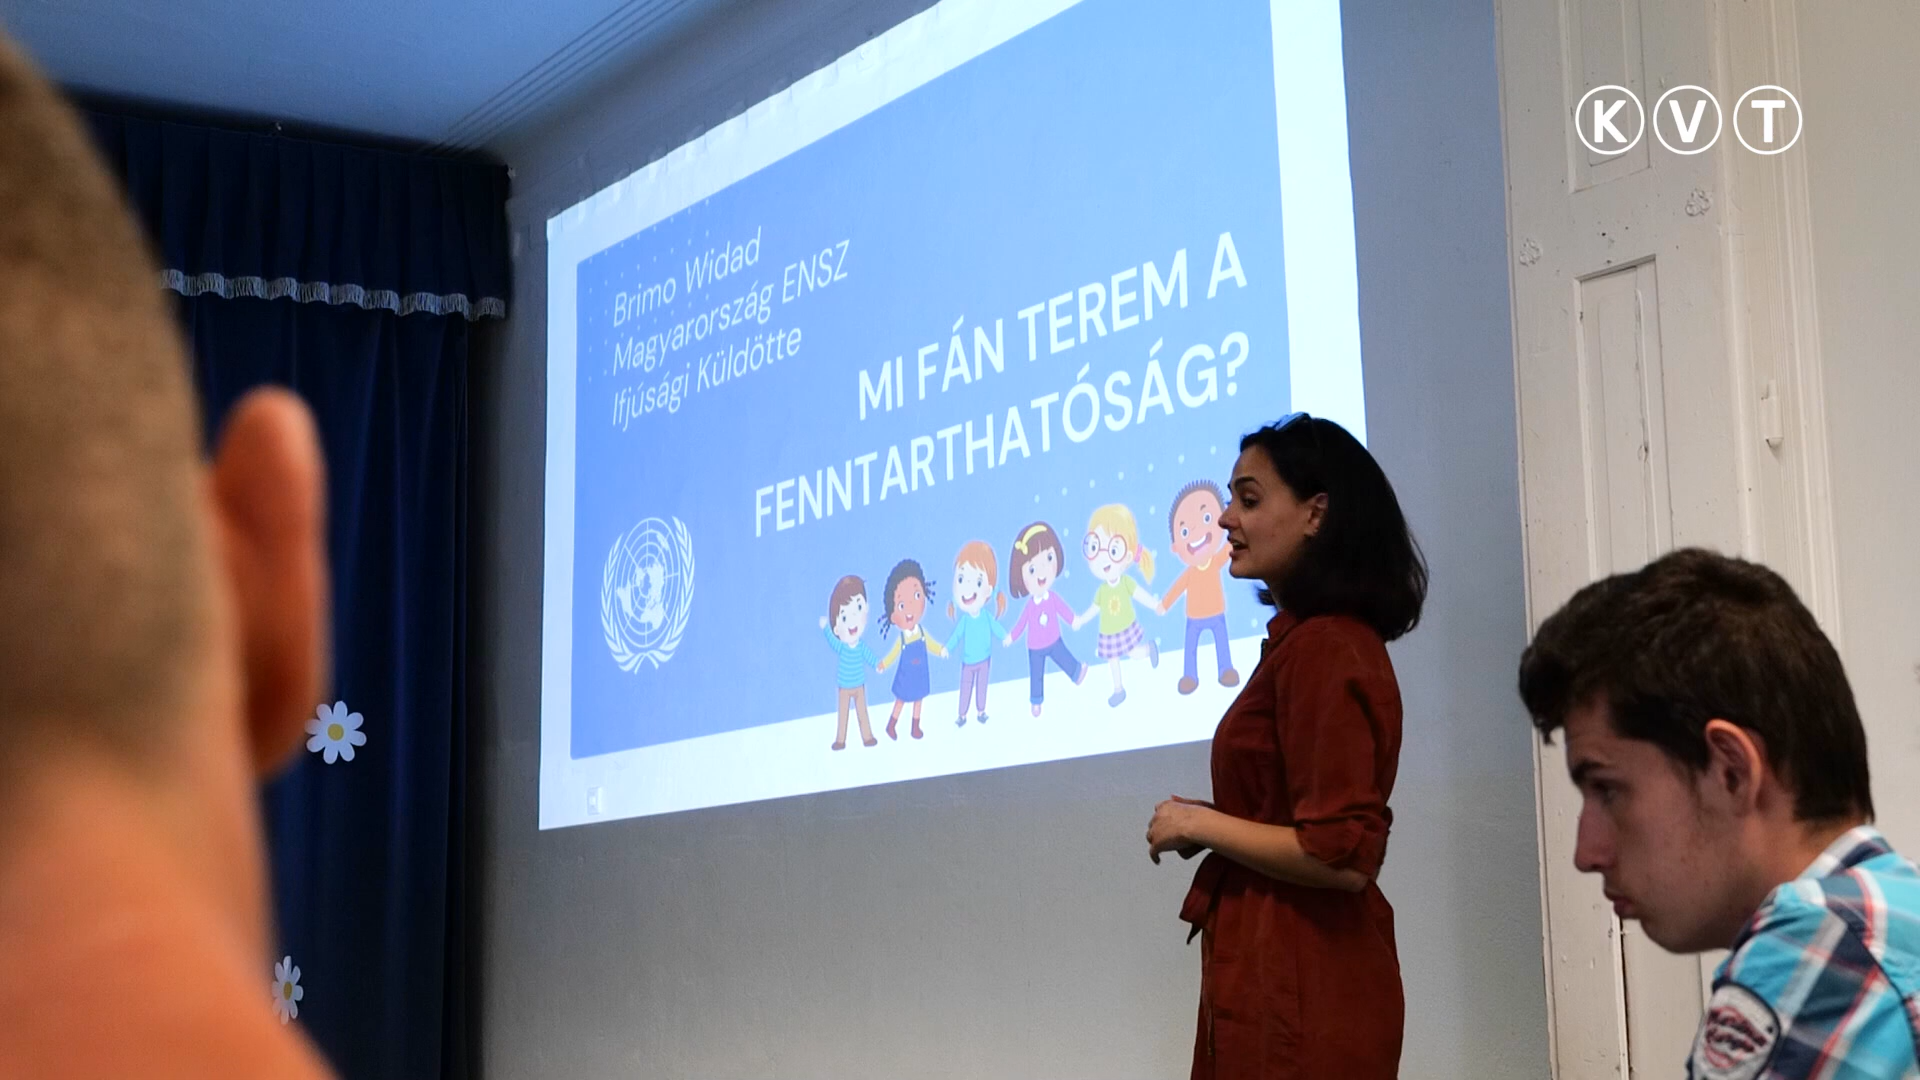 KVT
Brimo Widad
Magyarország ENSZ
Ifjúsági Küldötte
MI FÁN TEREM A
FENNTARTHATÓSÁG?